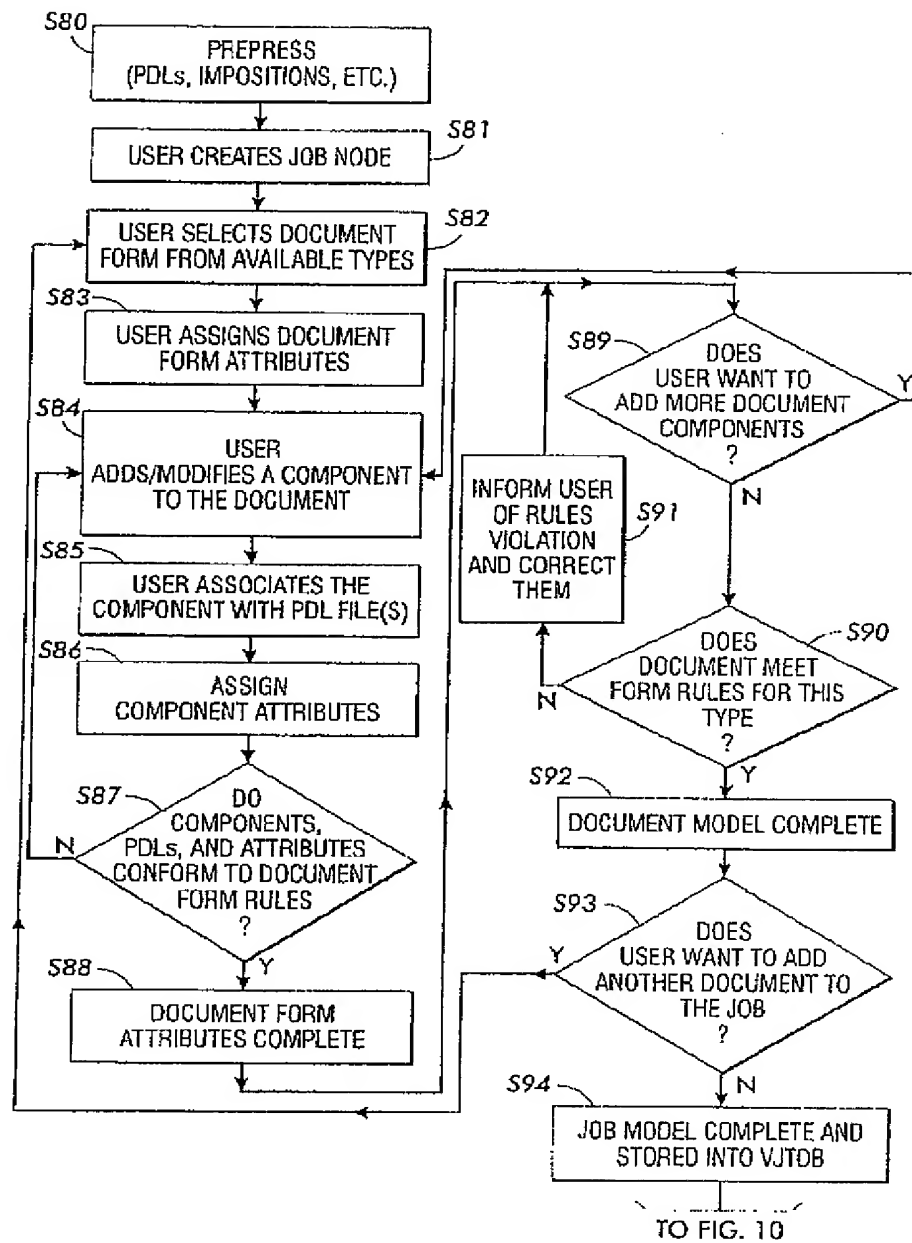 S80
PREPRESS
(PDLs, IMPOSITIONS, ETC.)
S81
USER CREATES JOB NODE
S82
USER SELECTS DOCUMENT
FORM FROM AVAILABLE TYPES
S83
USER ASSIGNS DOCUMENT
FORM ATTRIBUTES
S84
USER
ADDS/MODIFIES A COMPONENT
TO THE DOCUMENT
S85
USER ASSOCIATES THE
COMPONENT WITH PDL FILE(S)
S86
ASSIGN
COMPONENT ATTRIBUTES
S87
DO
COMPONENTS,
PDLs, AND ATTRIBUTES
CONFORM TO DOCUMENT
FORM RULES
?
N
Y
S88
DOCUMENT FORM
ATTRIBUTES COMPLETE
S89
DOES
USER WANT TO
ADD MORE DOCUMENT
COMPONENTS
?
Y
N
S91
INFORM USER
OF RULES
VIOLATION
AND CORRECT
THEM
S90
DOES
DOCUMENT MEET
FORM RULES FOR THIS
TYPE
?
N
Y
S92
DOCUMENT MODEL COMPLETE
S93
DOES
USER WANT TO ADD
ANOTHER DOCUMENT TO
THE JOB
?
Y
N
S94
JOB MODEL COMPLETE AND
STORED INTO VJTDB
TO FIG. 10